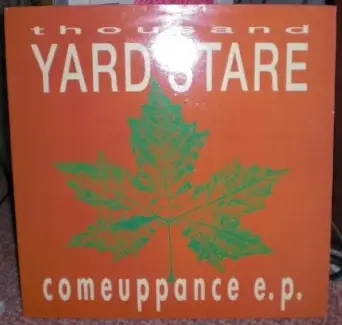 thousand
YARD STARE
comeuppance e.p.